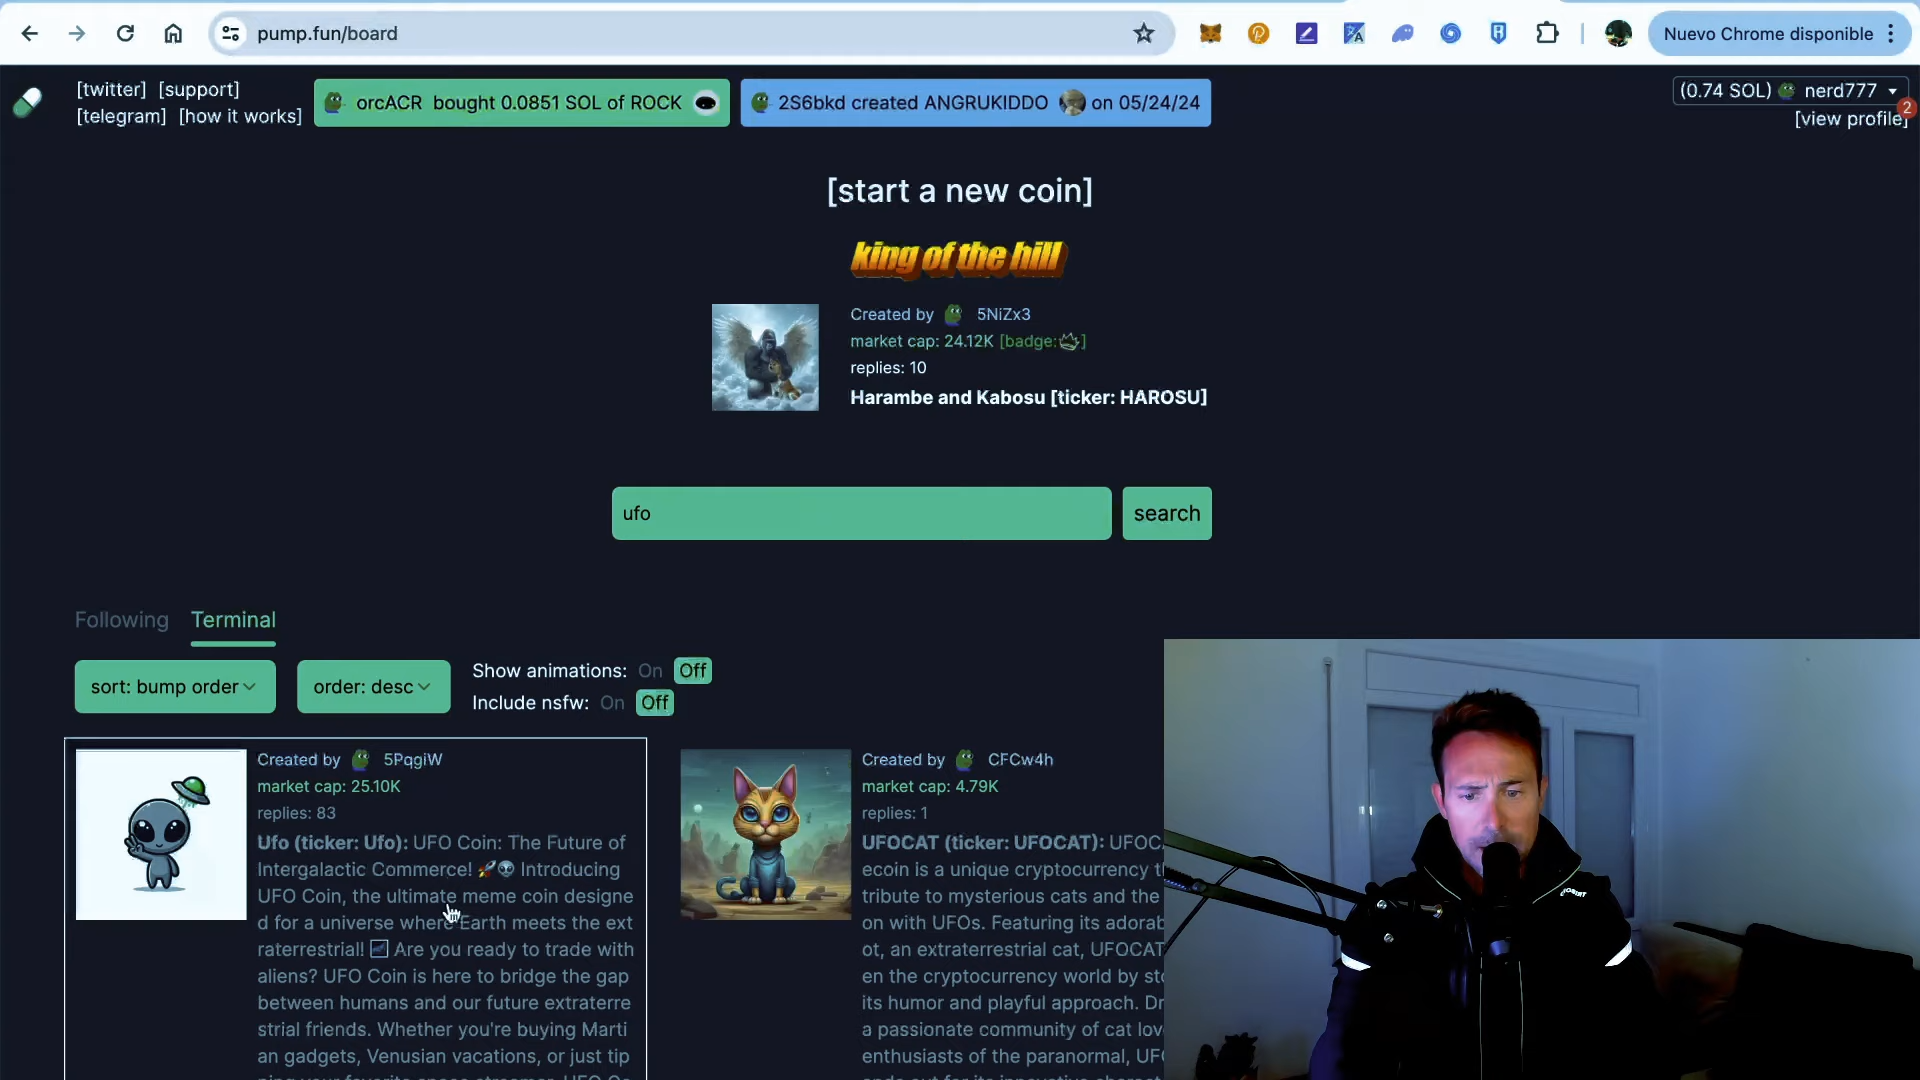 pump.fun/board
Nuevo Chrome disponible
[twitter] [support]
[telegram] [how it works]
orcACR bought 0.0851 SOL of ROCK
2S6bkd created ANGRUKIDDO on 05/24/24
(0.74 SOL) nerd777
2
[view profile]
[start a new coin]
king of the hill
Created by 5NiZx3
market cap: 24.12K [badge: ]
replies: 10
Harambe and Kabosu [ticker: HAROSU]
ufo
search
Following Terminal
sort: bump order
order: desc
Show animations: On Off
Include nsfw: On Off
Created by 5PqgiW
market cap: 25.10K
replies: 83
Ufo (ticker: Ufo): UFO Coin: The Future of
Intergalactic Commerce! 🚀👽 Introducing
UFO Coin, the ultimate meme coin designe
d for a universe where Earth meets the ext
raterrestrial! Are you ready to trade with
aliens? UFO Coin is here to bridge the gap
between humans and our future extraterre
strial friends. Whether you're buying Marti
an gadgets, Venusian vacations, or just tip
Created by CFCw4h
market cap: 4.79K
replies: 1
UFOCAT (ticker: UFOCAT): UFOC
ecoin is a unique cryptocurrency t
tribute to mysterious cats and the
on with UFOs. Featuring its adorab
ot, an extraterrestrial cat, UFOCAT
en the cryptocurrency world by sto
its humor and playful approach. Dr
a passionate community of cat lov
enthusiasts of the paranormal, UF